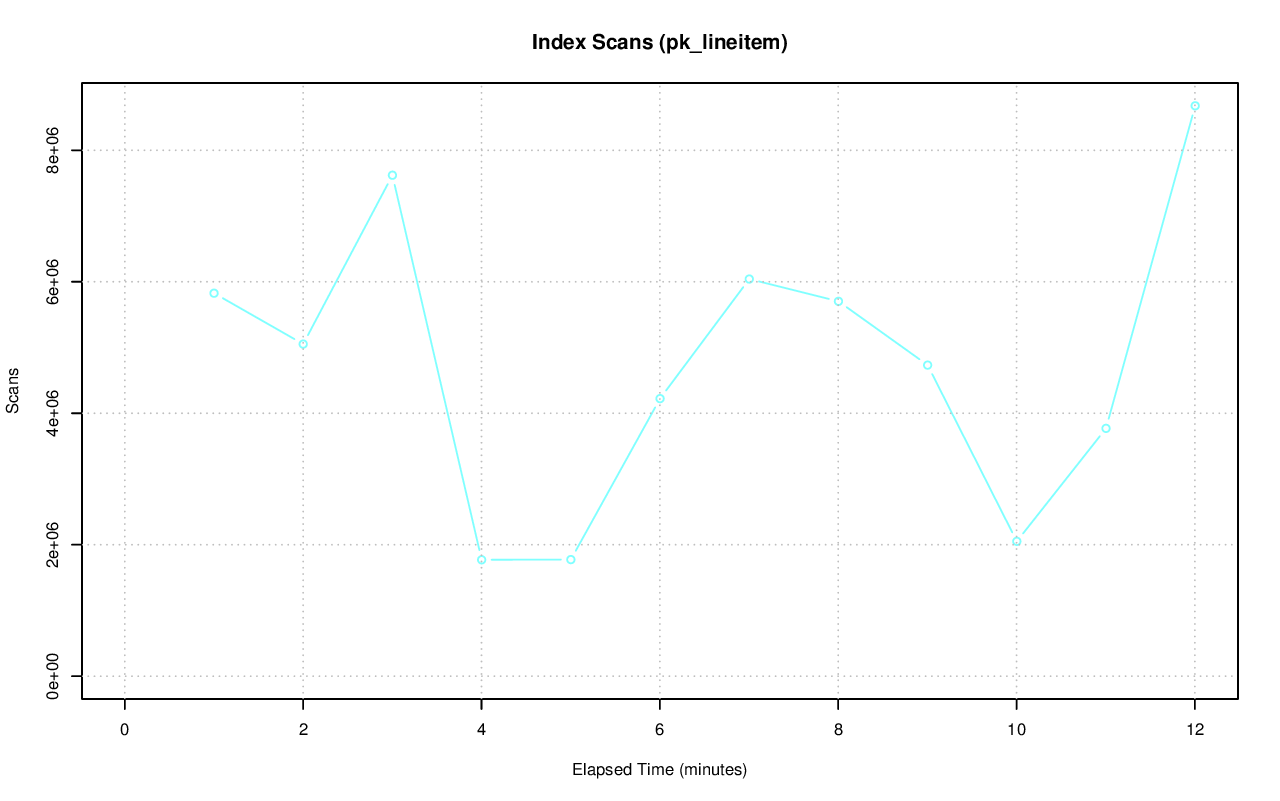 Index Scans (pk_lineitem)
Scans
8e+06
6e+06
4e+06
2e+06
0e+00
0 2 4 6 8 10 12
Elapsed Time (minutes)